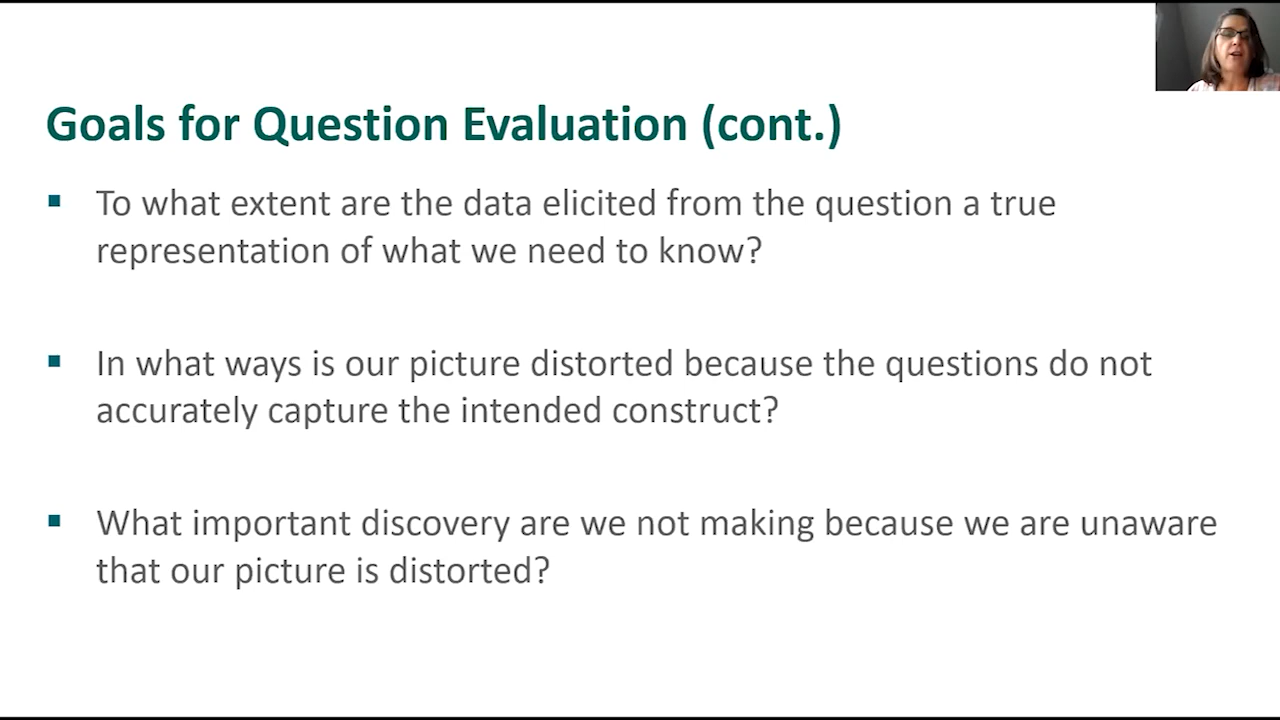 Goals for Question Evaluation (cont.)
▪ To what extent are the data elicited from the question a true
representation of what we need to know?
▪ In what ways is our picture distorted because the questions do not
accurately capture the intended construct?
▪ What important discovery are we not making because we are unaware
that our picture is distorted?